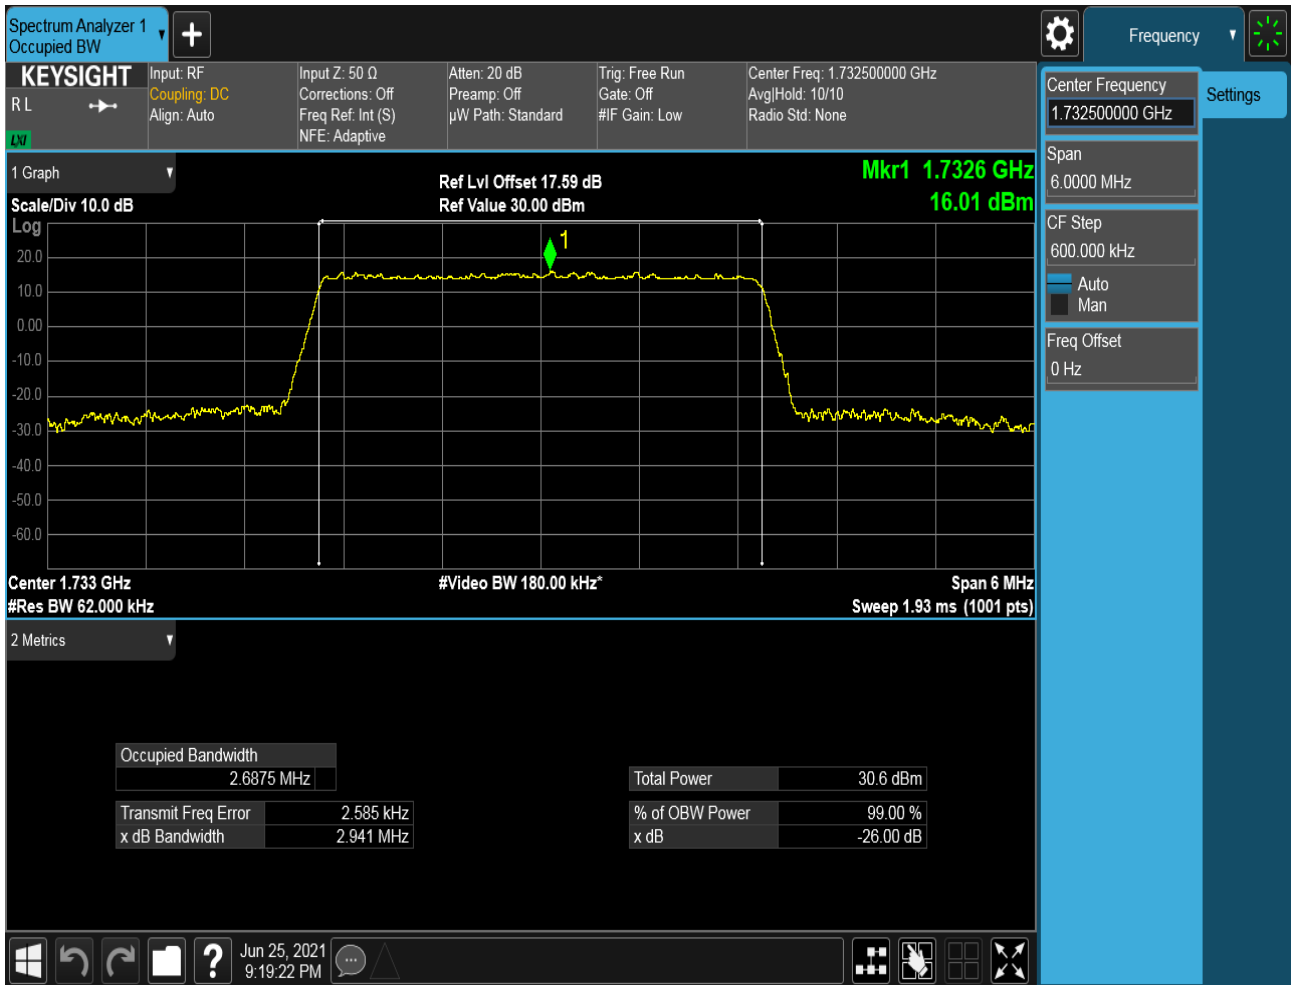 Spectrum Analyzer 1
Occupied BW
Frequency
KEYSIGHT
R L
LXI
Input: RF
Coupling: DC
Align: Auto
Input Z: 50 Ω
Corrections: Off
Freq Ref: Int (S)
NFE: Adaptive
Atten: 20 dB
Preamp: Off
µW Path: Standard
Trig: Free Run
Gate: Off
#IF Gain: Low
Center Freq: 1.732500000 GHz
Avg|Hold: 10/10
Radio Std: None
Center Frequency
1.732500000 GHz
Settings
Span
6.0000 MHz
CF Step
600.000 kHz
Auto
Man
Freq Offset
0 Hz
1 Graph
Scale/Div 10.0 dB
Ref Lvl Offset 17.59 dB
Ref Value 30.00 dBm
Mkr1 1.7326 GHz
16.01 dBm
Log
1
20.0
10.0
0.00
-10.0
-20.0
-30.0
-40.0
-50.0
-60.0
Center 1.733 GHz
#Video BW 180.00 kHz*
Span 6 MHz
#Res BW 62.000 kHz
Sweep 1.93 ms (1001 pts)
2 Metrics
Occupied Bandwidth
2.6875 MHz
Transmit Freq Error 2.585 kHz
x dB Bandwidth 2.941 MHz
Total Power 30.6 dBm
% of OBW Power 99.00 %
x dB -26.00 dB
?
Jun 25, 2021
9:19:22 PM